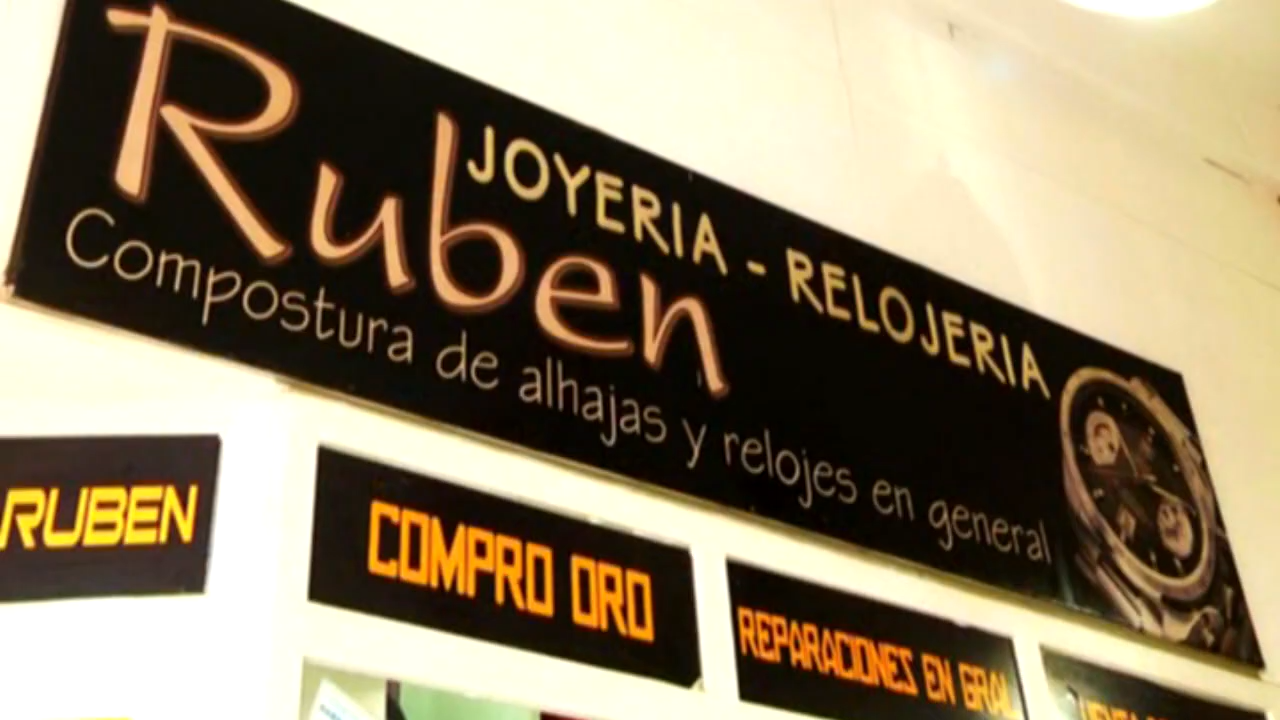 JOYERIA - RELOJERIA
Ruben
Compostura de alhajas y relojes en general
RUBEN
COMPRO ORO
REPARACIONES EN GRAL